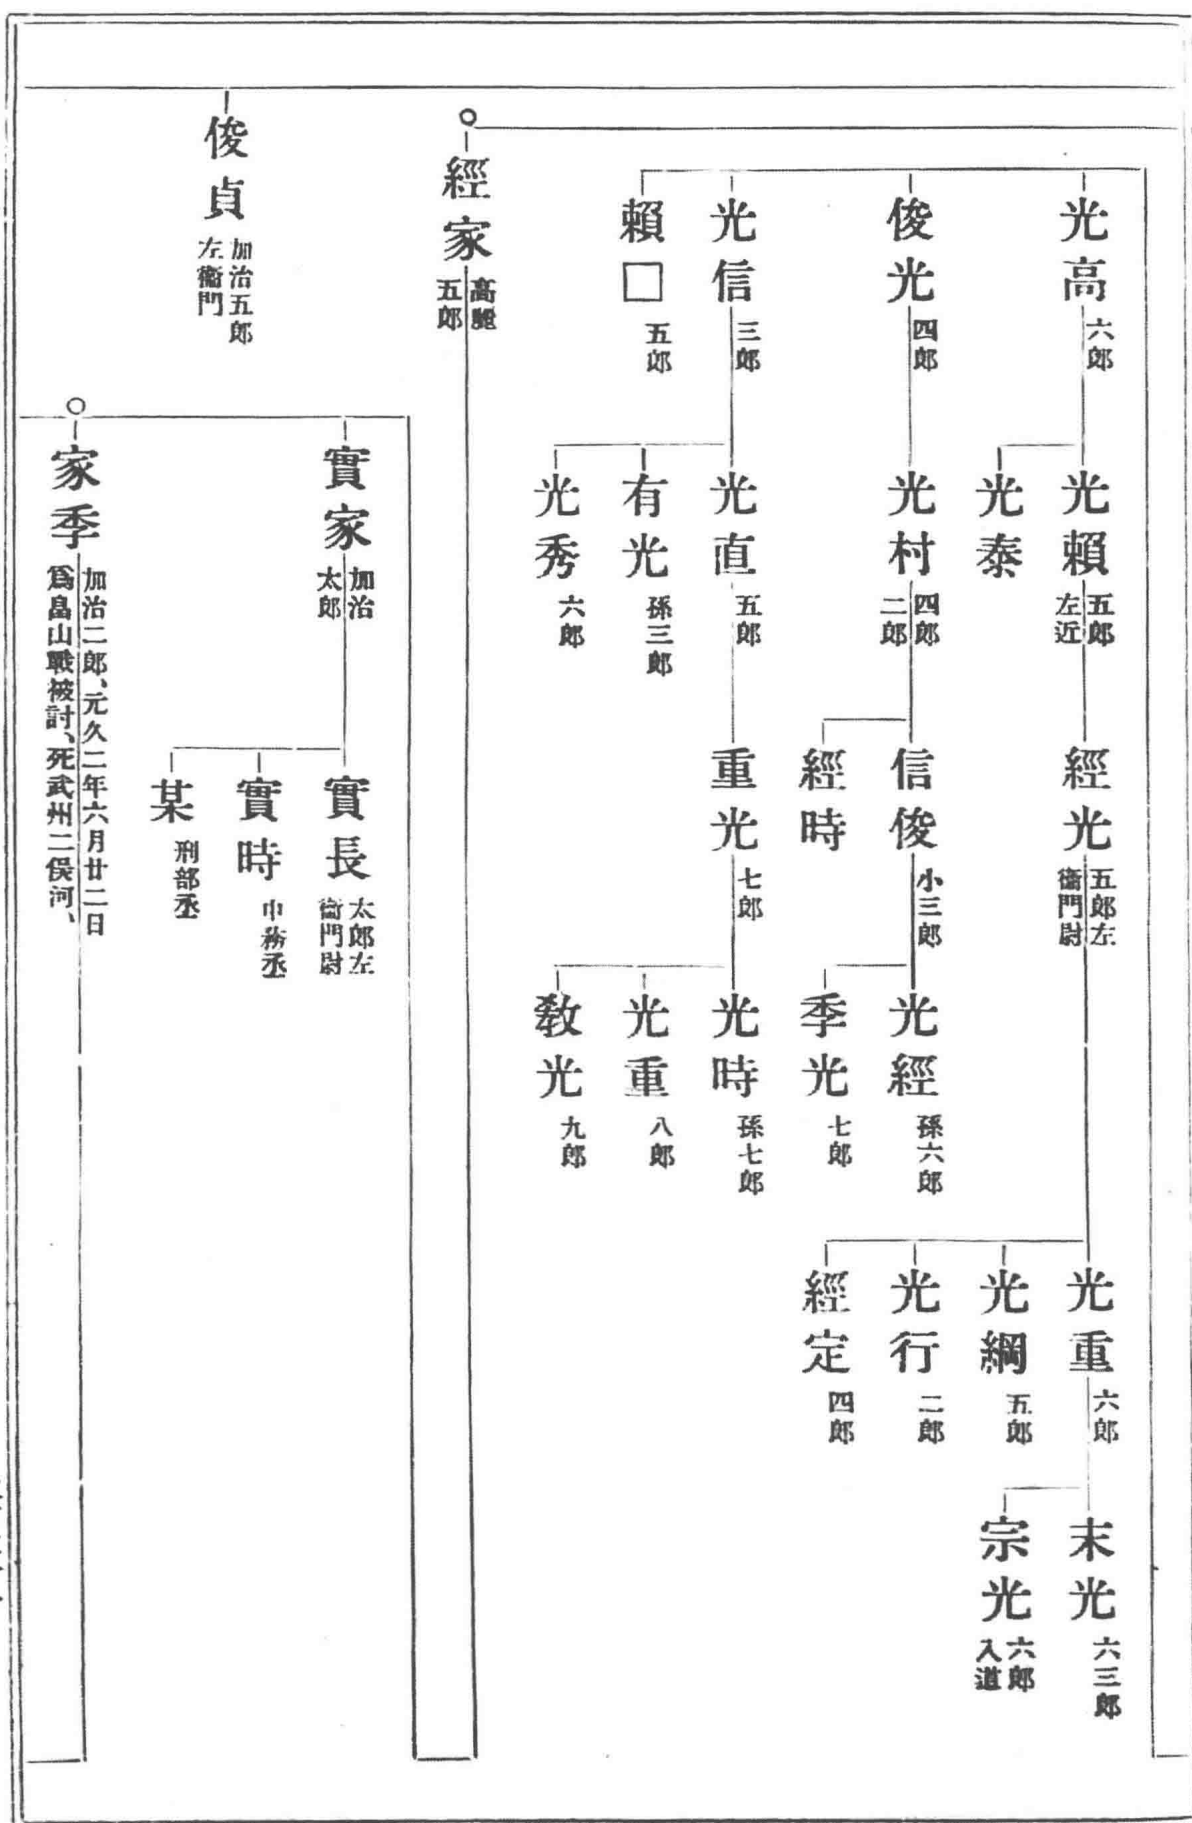 光高 六郎
光賴 五郎左近
經光 五郎左衞門尉
光重 六郎
末光 六三郎
宗光 六郎入道
光綱 五郎
光行 二郎
經定 四郎
光泰
俊光 四郎
光村 四郎二郎
信俊 小三郎
光經 孫六郎
季光 七郎
經時
光信 三郎
光直 五郎
重光 七郎
光時 孫七郎
光重 八郎
敎光 九郎
有光 孫三郎
光秀 六郎
賴□ 五郎
經家 高麗五郎
實家 加治太郎
實長 太郎左衞門尉
實時 中務丞
某 刑部丞
家季 加治二郎、元久二年六月廿二日
爲畠山戰被討、死武州二俣河、
俊貞 加治五郎左衞門